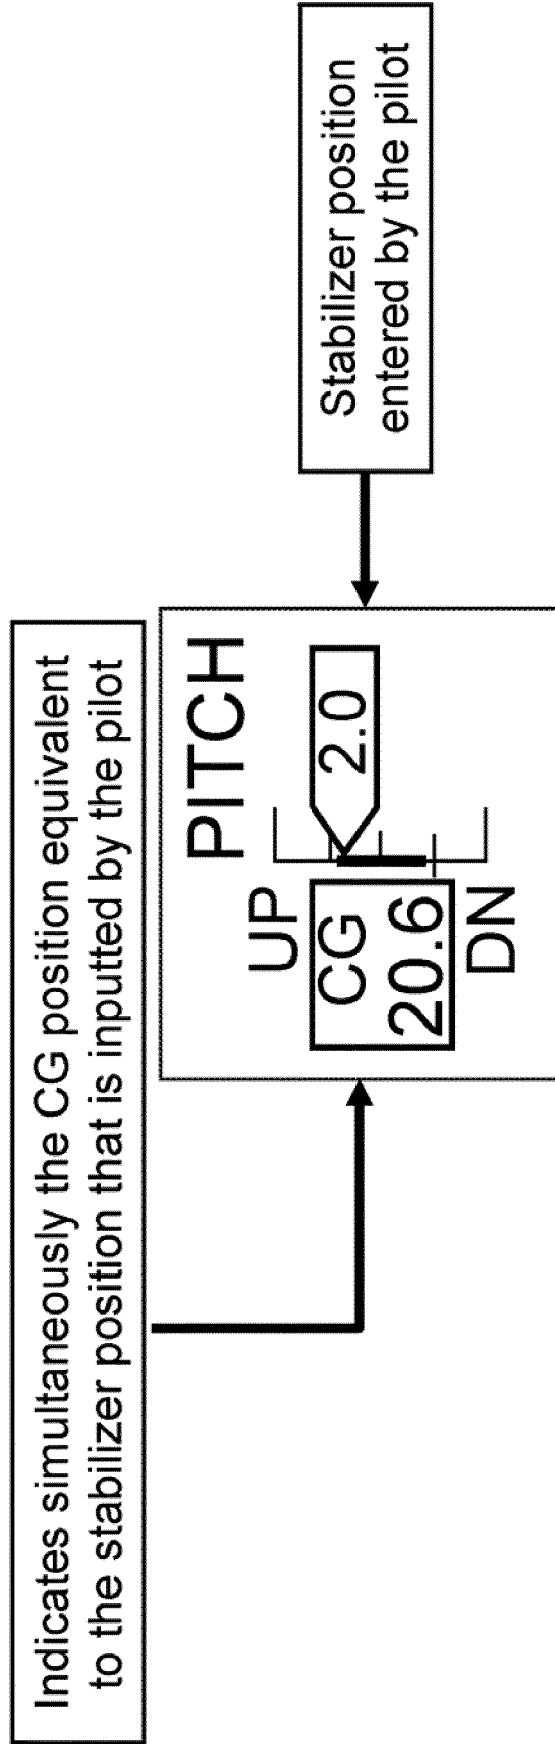 Indicates simultaneously the CG position equivalent
to the stabilizer position that is inputted by the pilot
PITCH
UP
CG
20.6
2.0
DN
Stabilizer position
entered by the pilot